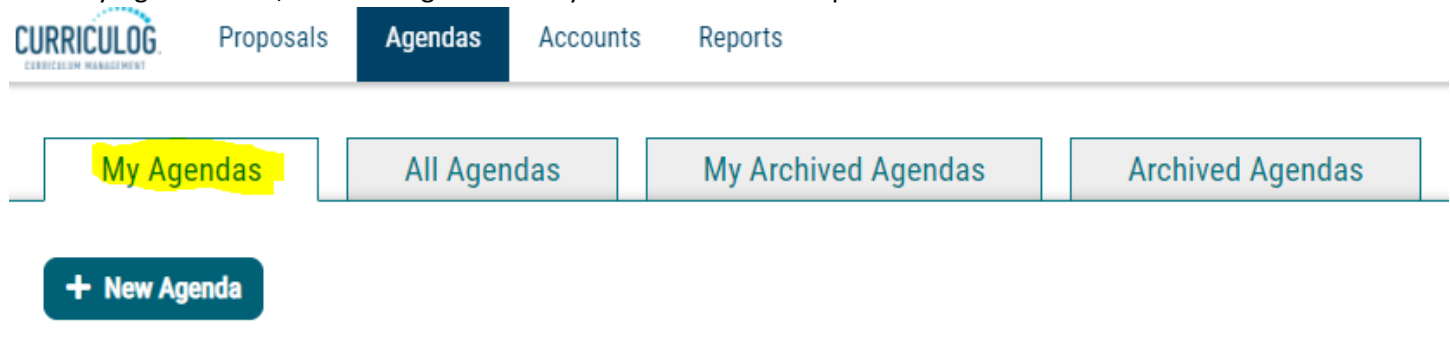 CURRICULOG
CURRICULUM MANAGEMENT
Proposals Agendas Accounts Reports
My Agendas All Agendas My Archived Agendas Archived Agendas
+ New Agenda